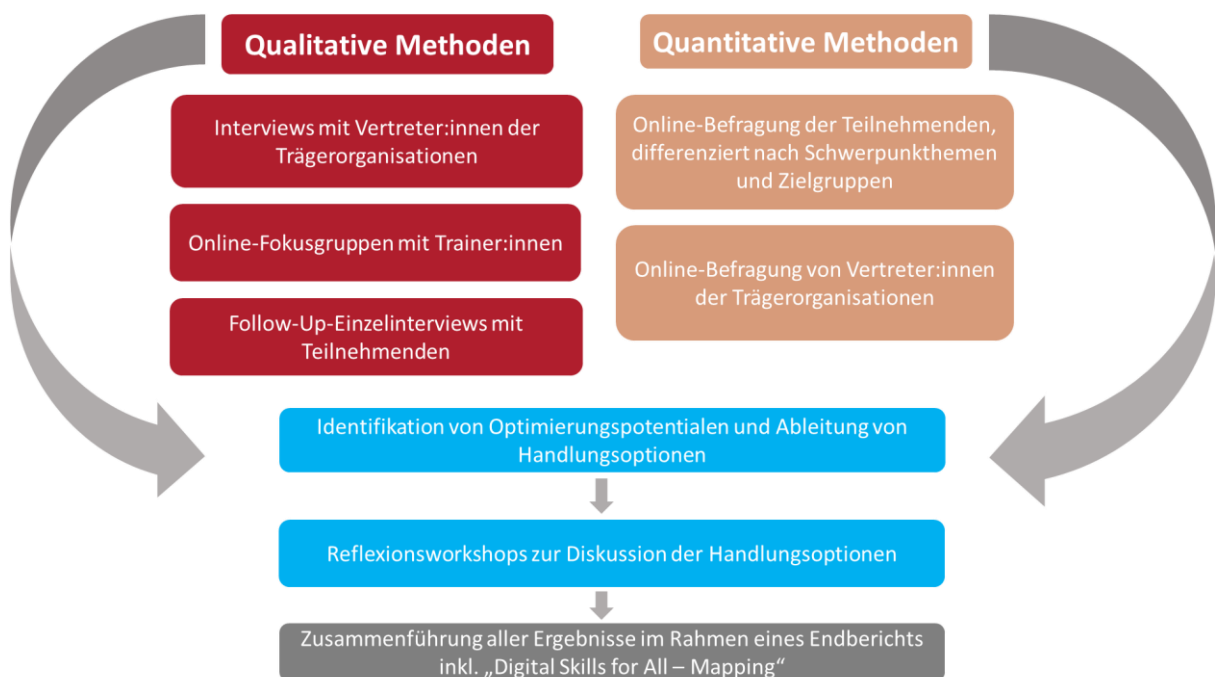 Qualitative Methoden
Interviews mit Vertreter:innen der
Trägerorganisationen
Online-Fokusgruppen mit Trainer:innen
Follow-Up-Einzelinterviews mit
Teilnehmenden
Quantitative Methoden
Online-Befragung der Teilnehmenden,
differenziert nach Schwerpunkthemen
und Zielgruppen
Online-Befragung von Vertreter:innen
der Trägerorganisationen
Identifikation von Optimierungspotentialen und Ableitung von
Handlungsoptionen
Reflexionsworkshops zur Diskussion der Handlungsoptionen
Zusammenführung aller Ergebnisse im Rahmen eines Endberichts
inkl. „Digital Skills for All – Mapping“